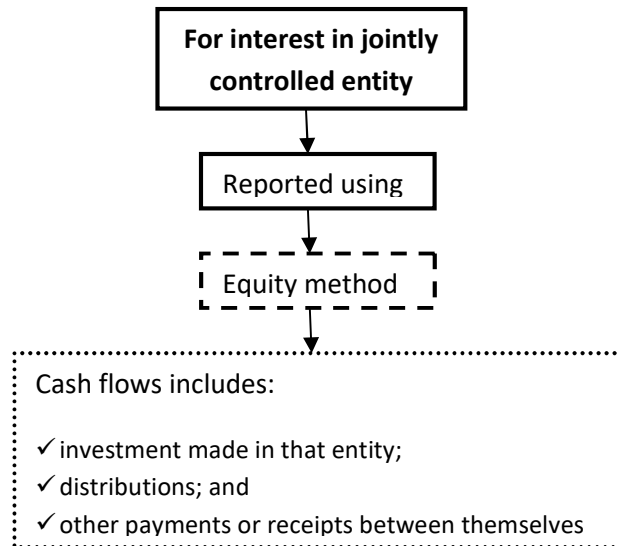 For interest in jointly
controlled entity
Reported using
Equity method
Cash flows includes:
✓ investment made in that entity;
✓ distributions; and
✓ other payments or receipts between themselves